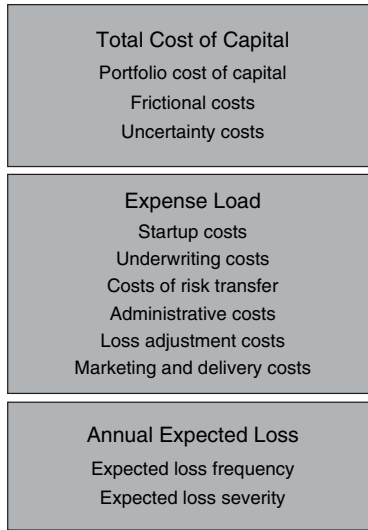 Total Cost of Capital
Portfolio cost of capital
Frictional costs
Uncertainty costs
Expense Load
Startup costs
Underwriting costs
Costs of risk transfer
Administrative costs
Loss adjustment costs
Marketing and delivery costs
Annual Expected Loss
Expected loss frequency
Expected loss severity